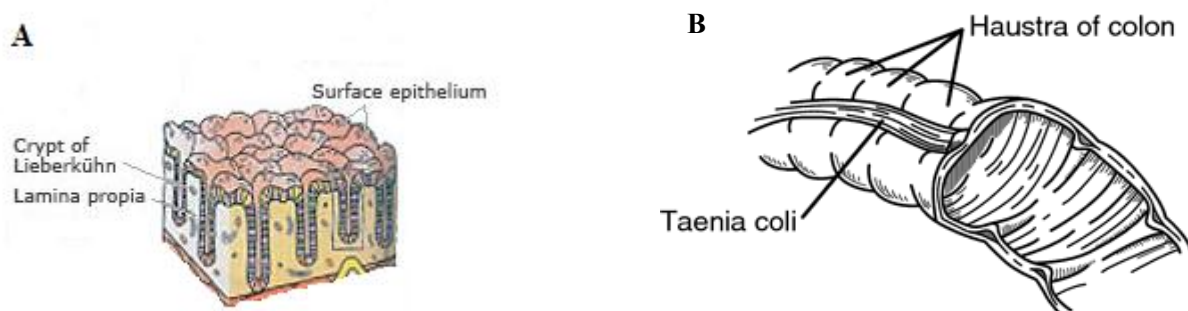 A
Surface epithelium
Crypt of
Lieberkühn
Lamina propia
B
Haustra of colon
Taenia coli